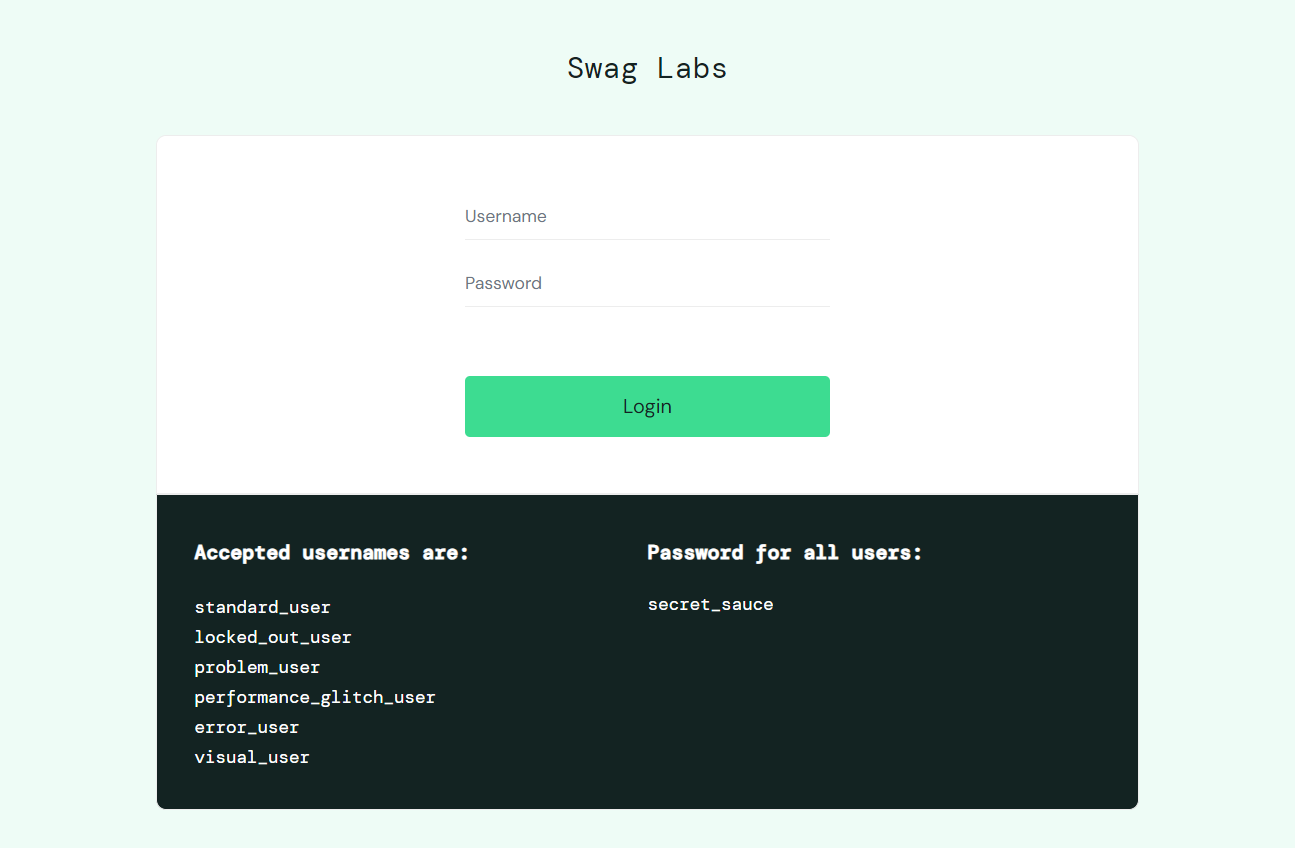 Swag Labs
Username
Password
Login
Accepted usernames are:
standard_user
locked_out_user
problem_user
performance_glitch_user
error_user
visual_user
Password for all users:
secret_sauce